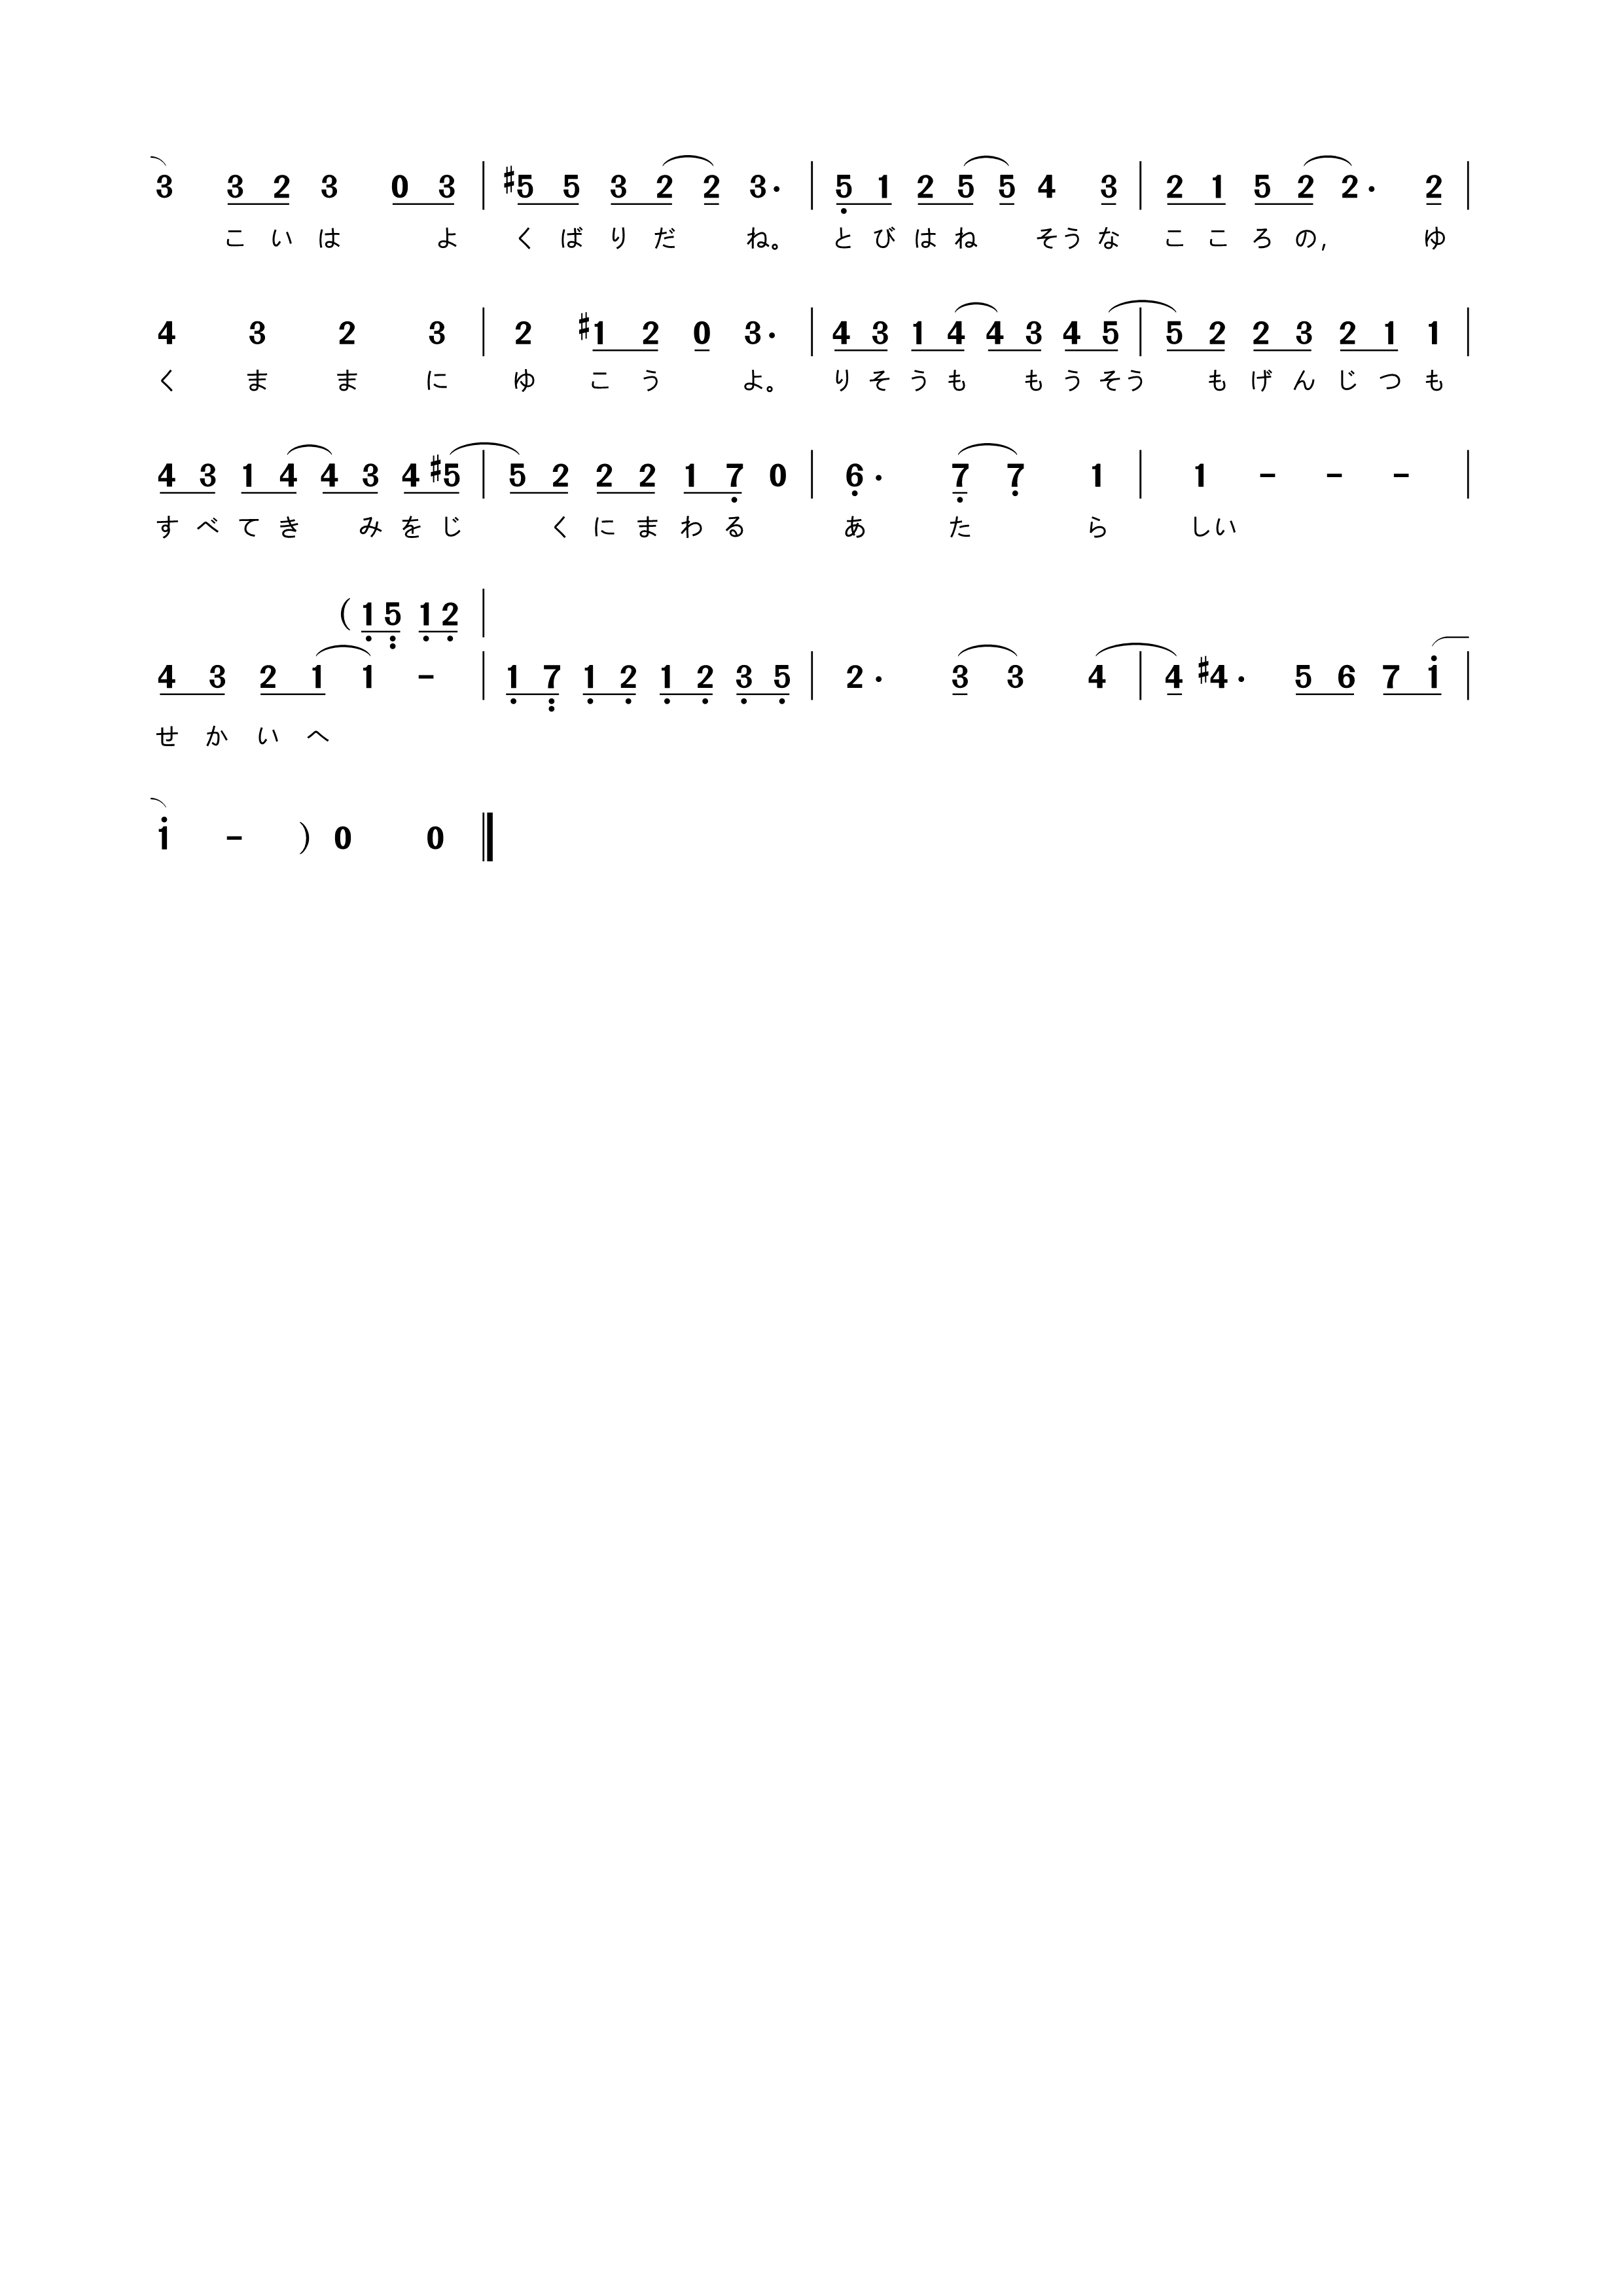 3 3 2 3 0 3 | #5 5 3 2 2 3· | 5 1 2 5 5 4 3 | 2 1 5 2 2· 2 |
こ い は よ く ば り だ ね。 と び は ね そう な こ こ ろ の, ゆ
4 3 2 3 | 2 #1 2 0 3· | 4 3 1 4 4 3 4 5 | 5 2 2 3 2 1 1 |
く ま ま に ゆ こ う よ。 り そ う も も う そう も げ ん じ つ も
4 3 1 4 4 3 4 #5 | 5 2 2 2 1 7 0 | 6· 7 7 1 | 1 - - - |
す べ て き み を じ く に ま わ る あ た ら しい
( 1 5 1 2 |
4 3 2 1 1 - | 1 7 1 2 1 2 3 5 | 2· 3 3 4 | 4 #4· 5 6 7 1 |
せ か い へ
1 - ) 0 0